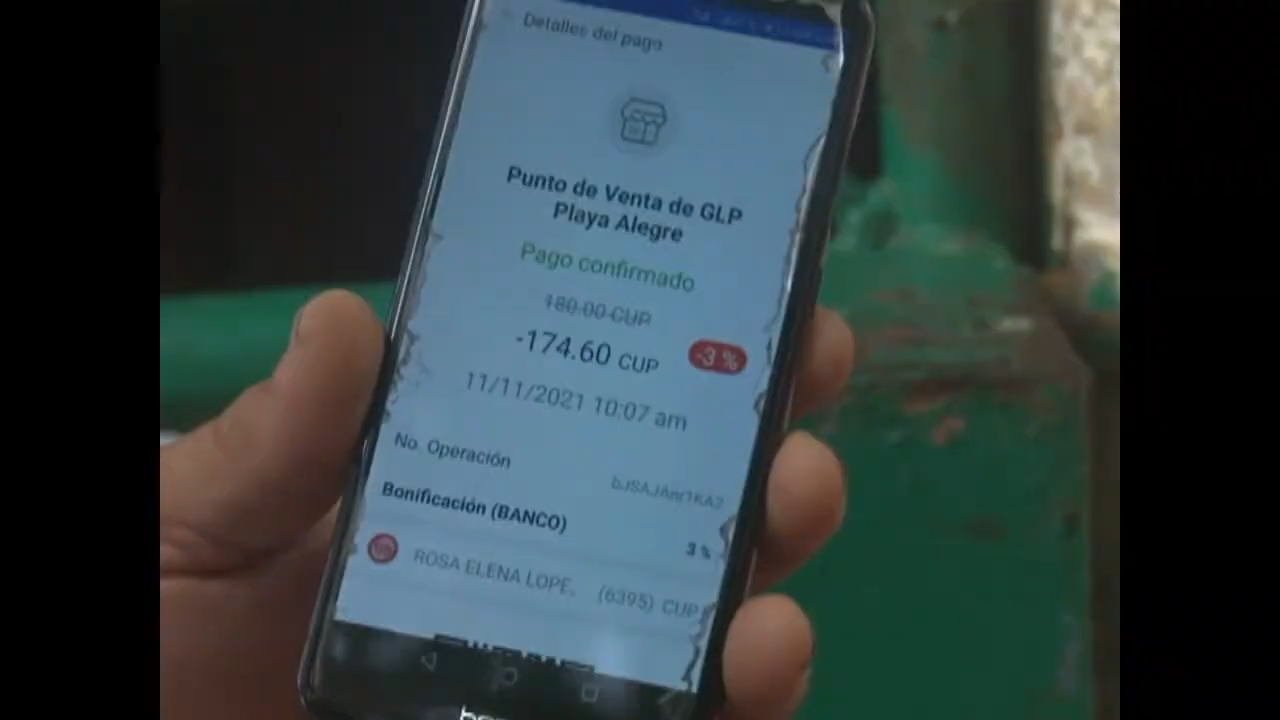 Detalles del pago
Punto de Venta de GLP
Playa Alegre
Pago confirmado
180.00 CUP
-174.60 CUP
-3 %
11/11/2021 10:07 am
No. Operación
Bonificación (BANCO)
3 %
ROSA ELENA LOPE. (6395) CUP